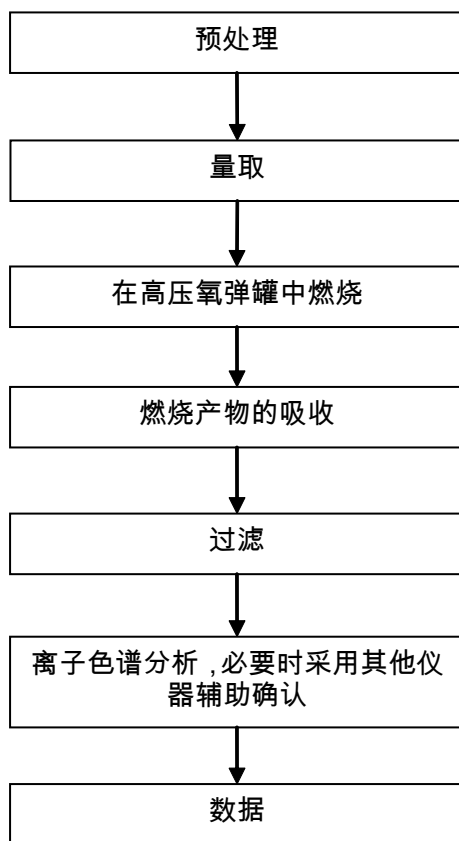 预处理
量取
在高压氧弹罐中燃烧
燃烧产物的吸收
过滤
离子色谱分析,必要时采用其他仪
器辅助确认
数据